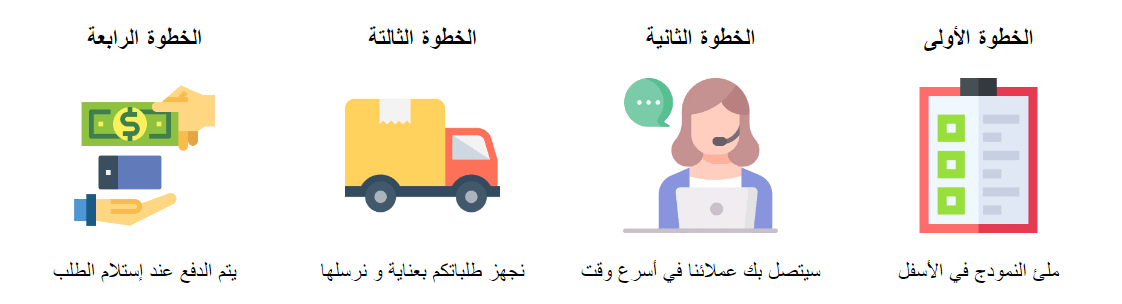 الخطوة الأولى
ملئ النمودج في الأسفل
الخطوة الثانية
سيتصل بك عملائنا في أسرع وقت
الخطوة الثالتة
نجهز طلباتكم بعناية و نرسلها
الخطوة الرابعة
يتم الدفع عند إستلام الطلب